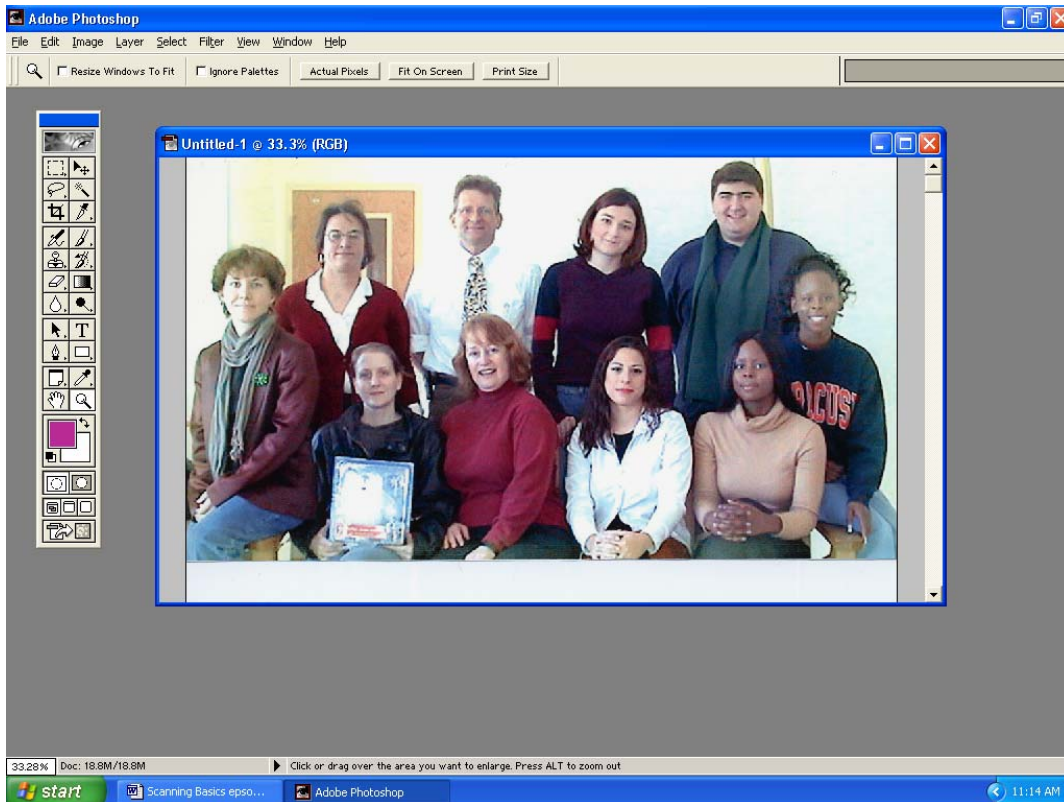 Adobe Photoshop
File Edit Image Layer Select Filter View Window Help
Resize Windows To Fit Ignore Palettes Actual Pixels Fit On Screen Print Size
Untitled-1 @ 33.3% (RGB)
T
RACUS
33.28% Doc: 18.8M/18.8M Click or drag over the area you want to enlarge. Press ALT to zoom out
start Scanning Basics epso... Adobe Photoshop 11:14 AM